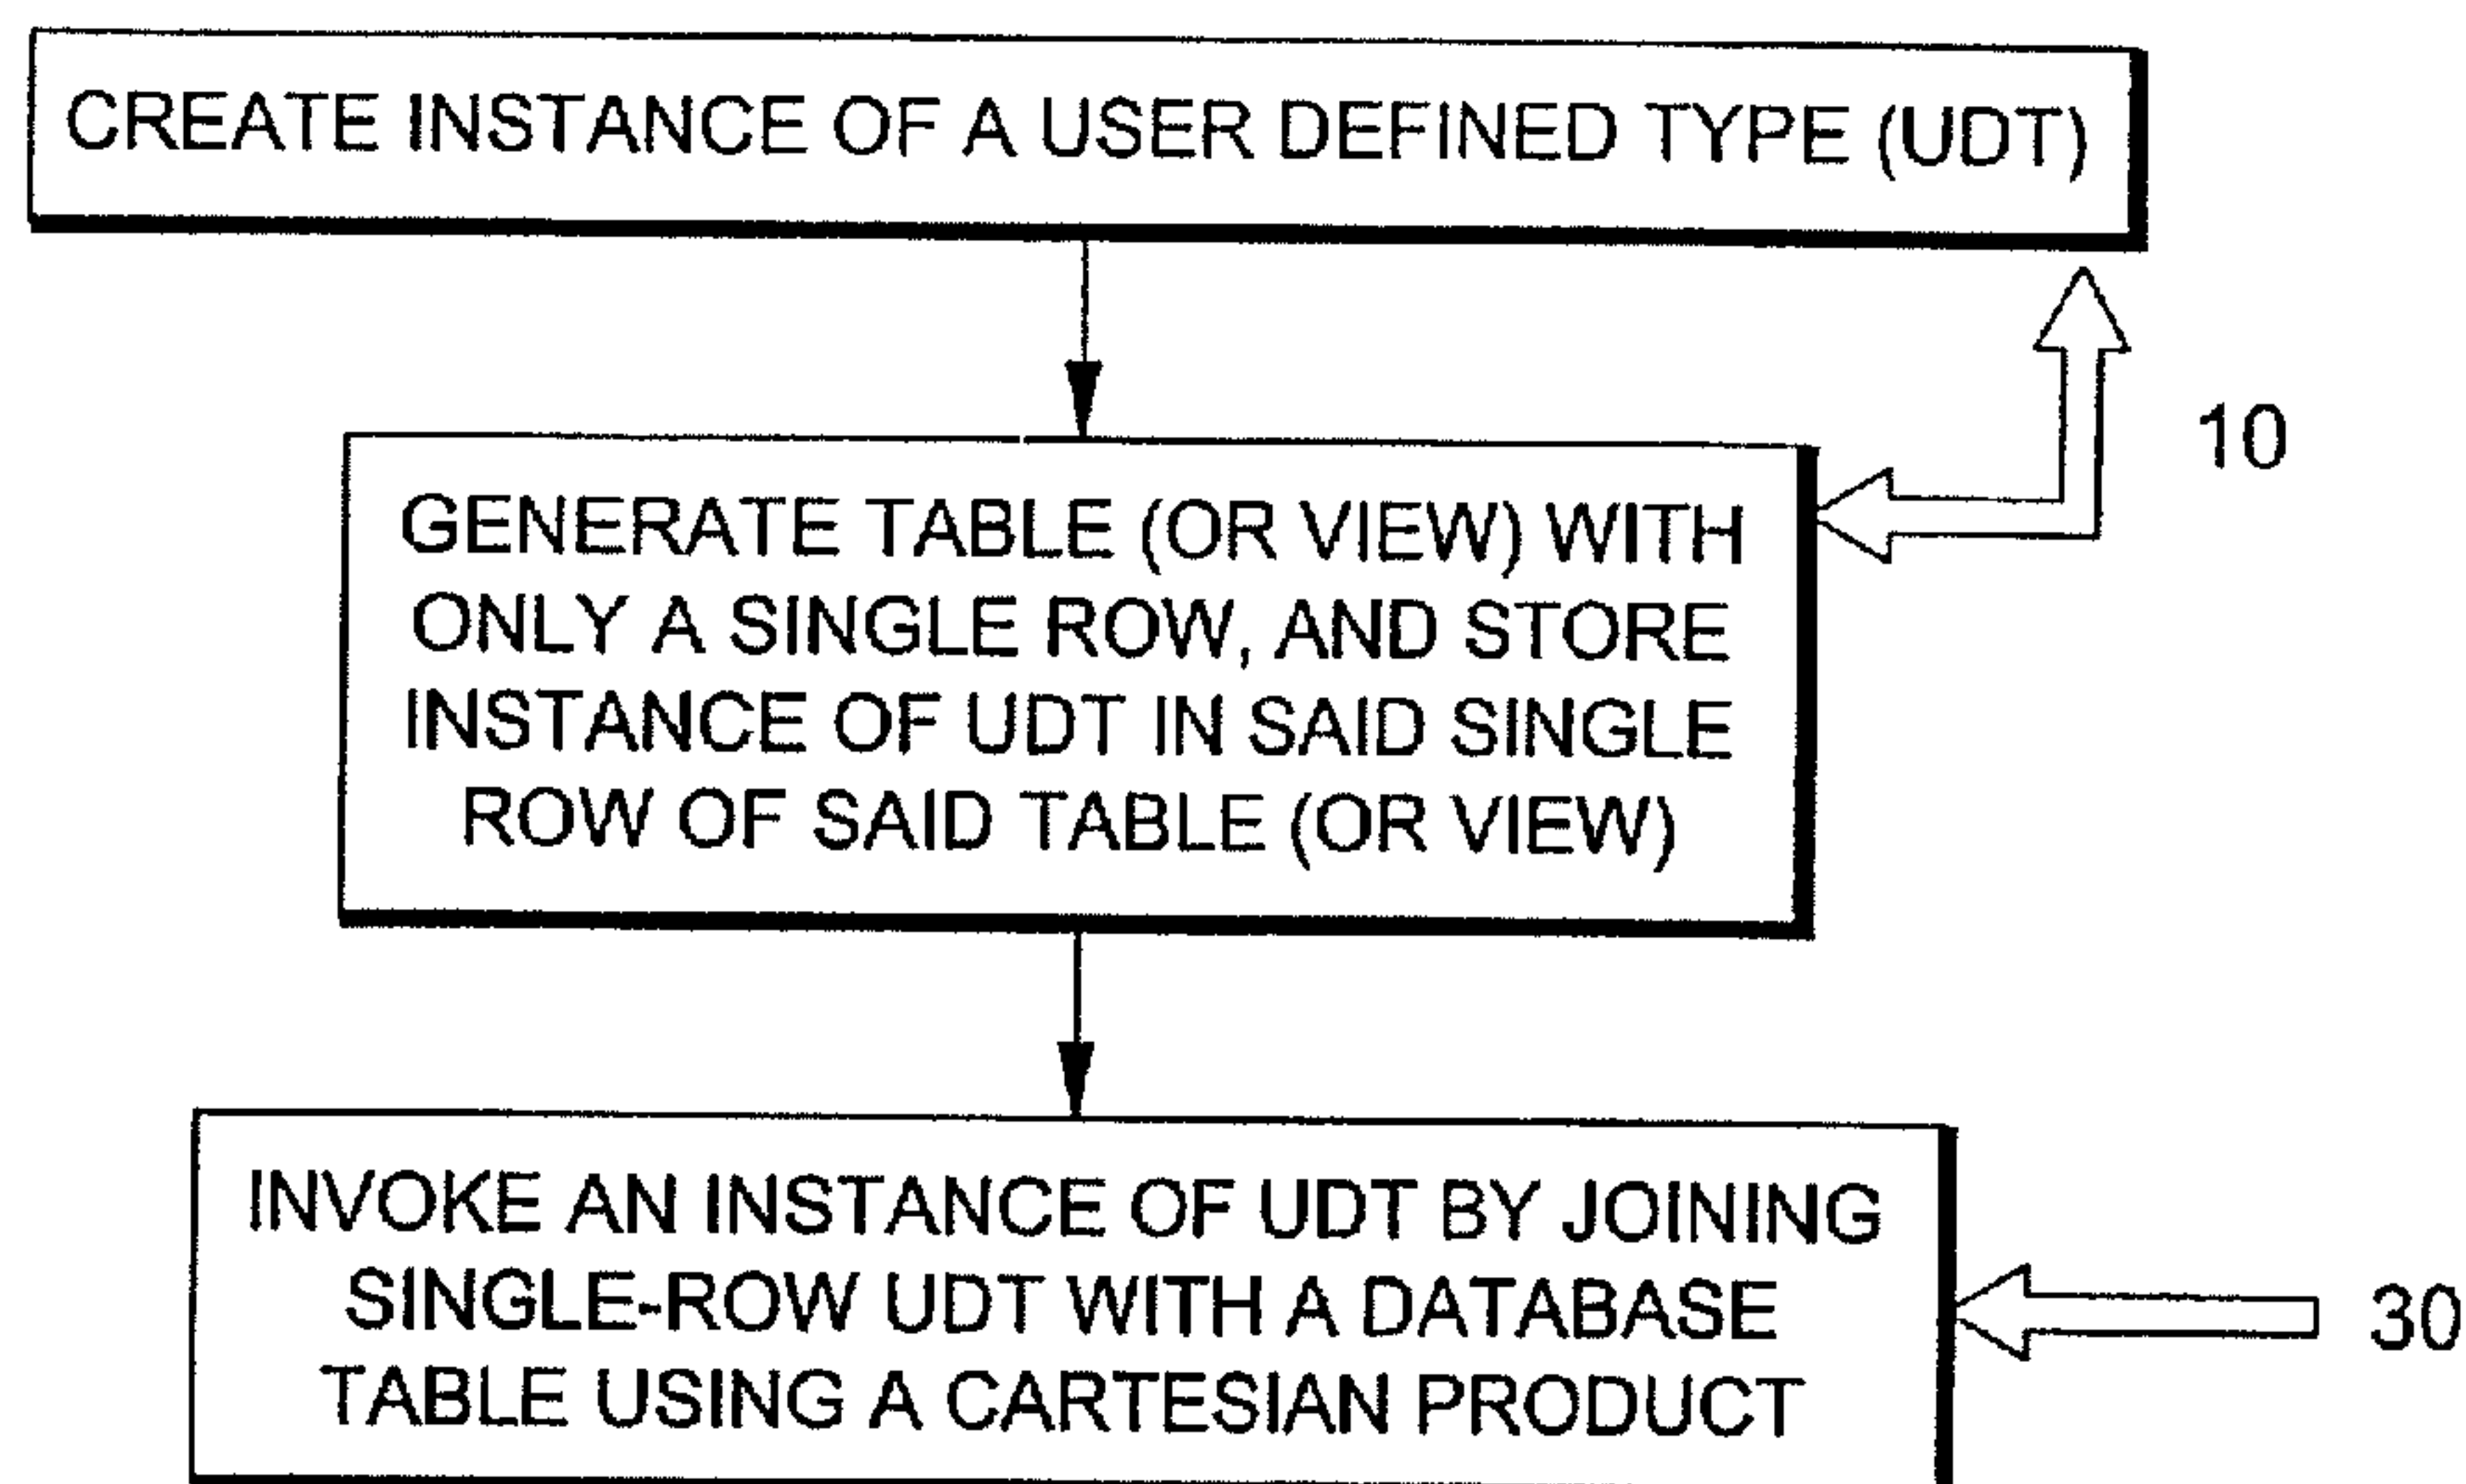 CREATE INSTANCE OF A USER DEFINED TYPE (UDT)
10
GENERATE TABLE (OR VIEW) WITH
ONLY A SINGLE ROW, AND STORE
INSTANCE OF UDT IN SAID SINGLE
ROW OF SAID TABLE (OR VIEW)
INVOKE AN INSTANCE OF UDT BY JOINING
SINGLE-ROW UDT WITH A DATABASE
TABLE USING A CARTESIAN PRODUCT
30